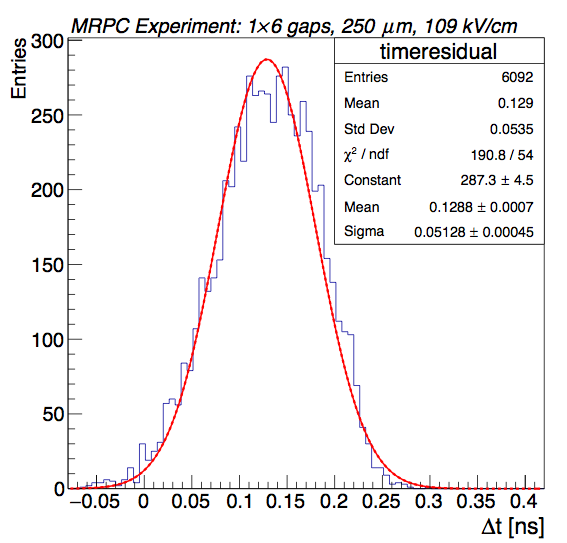 MRPC Experiment: 1×6 gaps, 250 μm, 109 kV/cm
Entries
300
250
200
150
100
50
0
timeresidual
Entries 6092
Mean 0.129
Std Dev 0.0535
χ² / ndf 190.8 / 54
Constant 287.3 ± 4.5
Mean 0.1288 ± 0.0007
Sigma 0.05128 ± 0.00045
−0.05 0 0.05 0.1 0.15 0.2 0.25 0.3 0.35 0.4
Δt [ns]